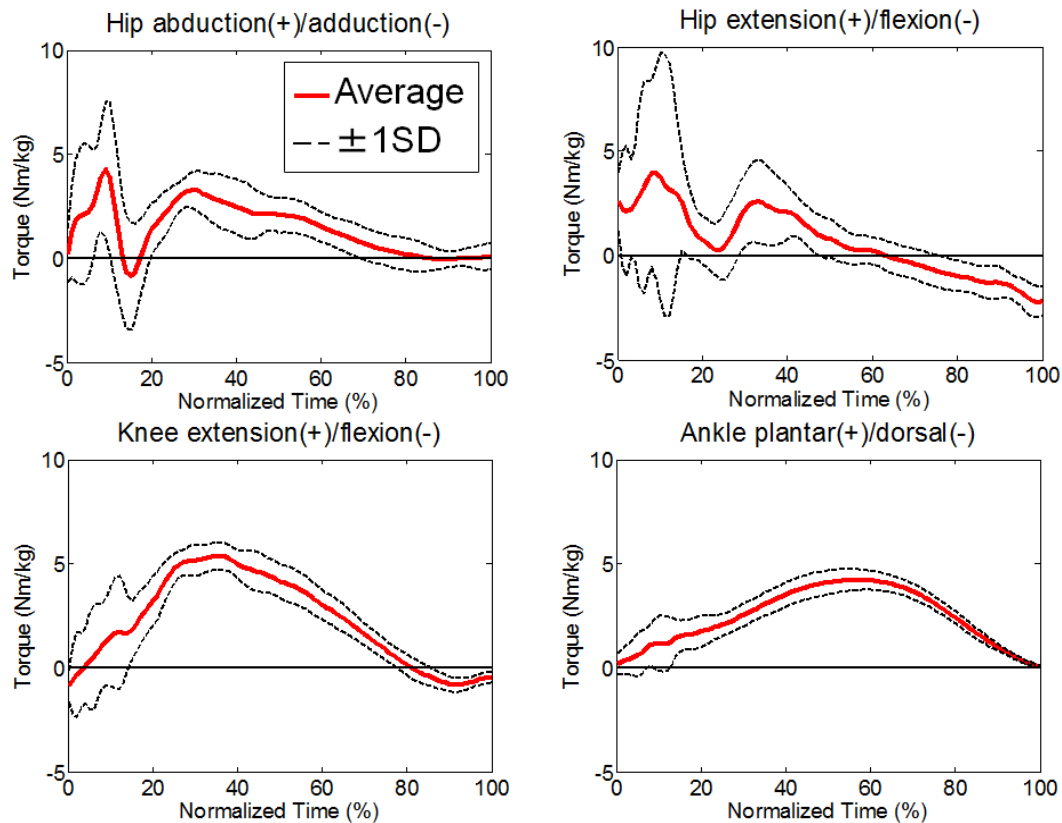 Hip abduction(+)/adduction(-)
10
5
0
-5
Torque (Nm/kg)
Average
±1SD
0 20 40 60 80 100
Normalized Time (%)
Hip extension(+)/flexion(-)
10
5
0
-5
Torque (Nm/kg)
0 20 40 60 80 100
Normalized Time (%)
Knee extension(+)/flexion(-)
10
5
0
-5
Torque (Nm/kg)
0 20 40 60 80 100
Normalized Time (%)
Ankle plantar(+)/dorsal(-)
10
5
0
-5
Torque (Nm/kg)
0 20 40 60 80 100
Normalized Time (%)